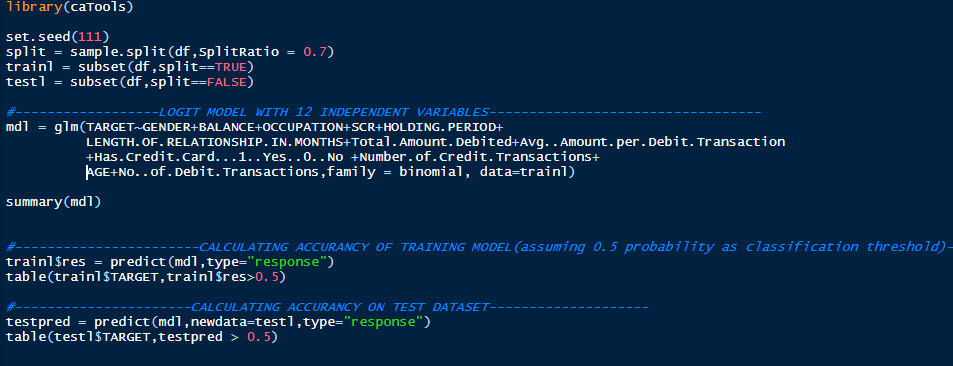 library(caTools)
set.seed(111)
split = sample.split(df,SplitRatio = 0.7)
trainl = subset(df,split==TRUE)
testl = subset(df,split==FALSE)
#------------------LOGIT MODEL WITH 12 INDEPENDENT VARIABLES----------------------------------
mdl = glm(TARGET~GENDER+BALANCE+OCCUPATION+SCR+HOLDING.PERIOD+
LENGTH.OF.RELATIONSHIP.IN.MONTHS+Total.Amount.Debited+Avg..Amount.per.Debit.Transaction
+Has.Credit.Card...1..Yes..0..No +Number.of.Credit.Transactions+
AGE+No..of.Debit.Transactions,family = binomial, data=trainl)
summary(mdl)
#-----------------------CALCULATING ACCURANCY OF TRAINING MODEL(assuming 0.5 probability as classification threshold)-
trainl$res = predict(mdl,type="response")
table(trainl$TARGET,trainl$res>0.5)
#----------------------CALCULATING ACCURANCY ON TEST DATASET--------------------
testpred = predict(mdl,newdata=testl,type="response")
table(testl$TARGET,testpred > 0.5)